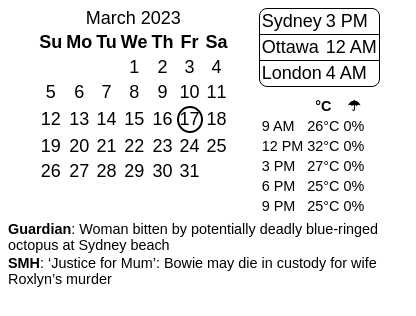 March 2023
Su Mo Tu We Th Fr Sa
1 2 3 4
5 6 7 8 9 10 11
12 13 14 15 16 17 18
19 20 21 22 23 24 25
26 27 28 29 30 31
Sydney 3 PM
Ottawa 12 AM
London 4 AM
°C ☂
9 AM 26°C 0%
12 PM 32°C 0%
3 PM 27°C 0%
6 PM 25°C 0%
9 PM 25°C 0%
Guardian: Woman bitten by potentially deadly blue-ringed
octopus at Sydney beach
SMH: ‘Justice for Mum’: Bowie may die in custody for wife
Roxlyn’s murder